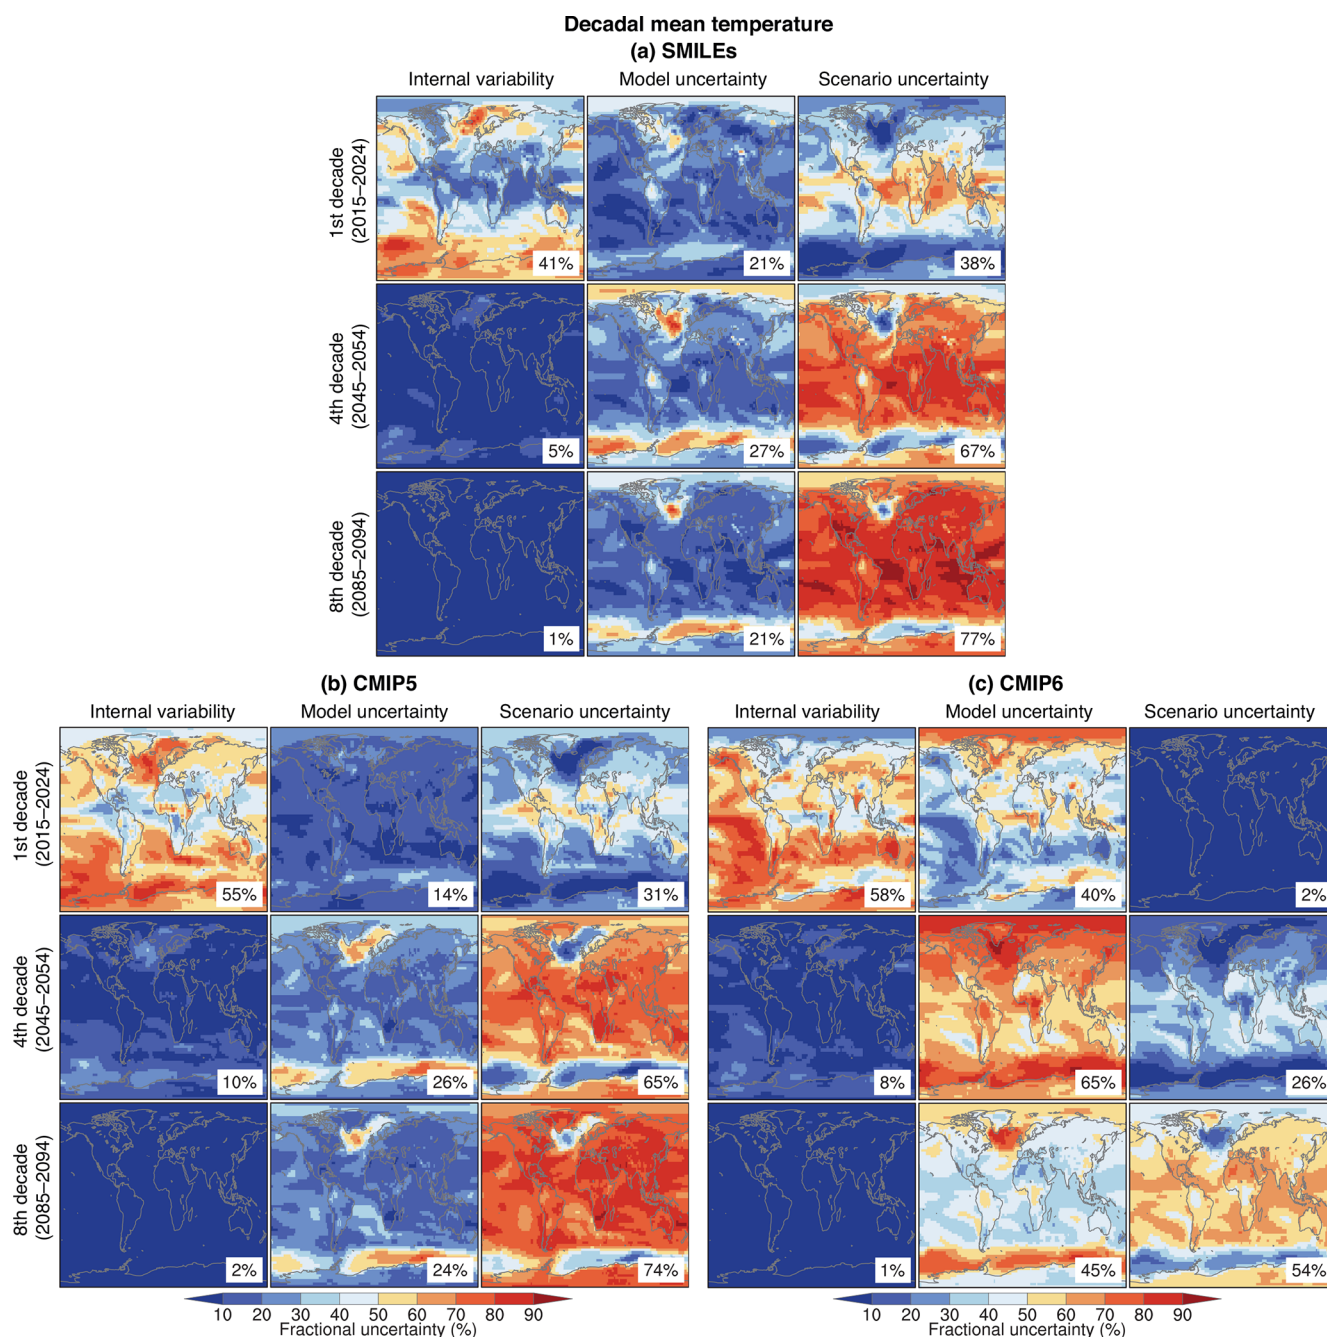 Decadal mean temperature
(a) SMILEs
Internal variability Model uncertainty Scenario uncertainty
1st decade
(2015–2024)
41% 21% 38%
4th decade
(2045–2054)
5% 27% 67%
8th decade
(2085–2094)
1% 21% 77%
(b) CMIP5
Internal variability Model uncertainty Scenario uncertainty
1st decade
(2015–2024)
55% 14% 31%
4th decade
(2045–2054)
10% 26% 65%
8th decade
(2085–2094)
2% 24% 74%
10 20 30 40 50 60 70 80 90
Fractional uncertainty (%)
(c) CMIP6
Internal variability Model uncertainty Scenario uncertainty
58% 40% 2%
8% 65% 26%
1% 45% 54%
10 20 30 40 50 60 70 80 90
Fractional uncertainty (%)